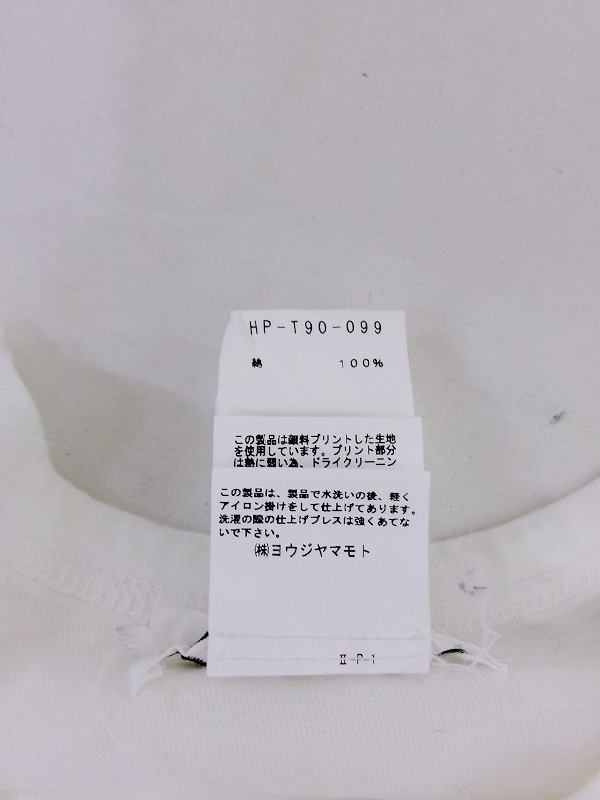 HP-T90-099
綿 100%
この製品は顔料プリントした生地
を使用しています。プリント部分
は熱に弱い為、ドライクリーニン
この製品は、製品で水洗いの後、軽く
アイロン掛けをして仕上げてあります。
洗濯の際の仕上げプレスは強くあてな
いで下さい。
㈱ヨウジヤマモト
II-P-1